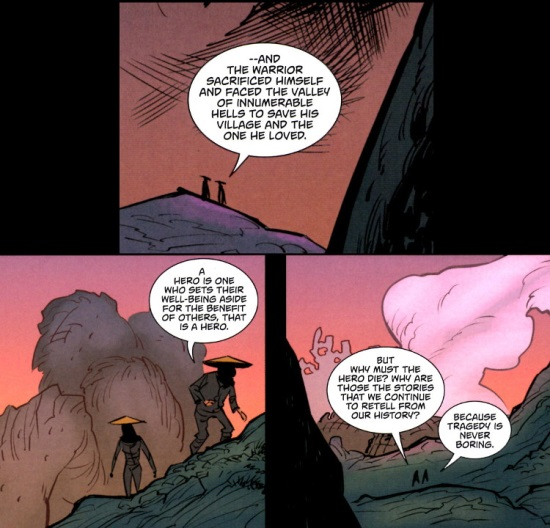 --AND
THE WARRIOR
SACRIFICED HIMSELF
AND FACED THE VALLEY
OF INNUMERABLE
HELLS TO SAVE HIS
VILLAGE AND THE
ONE HE LOVED.
A
HERO IS ONE
WHO SETS THEIR
WELL-BEING ASIDE
FOR THE BENEFIT
OF OTHERS, THAT
IS A HERO.
BUT
WHY MUST THE
HERO DIE? WHY ARE
THOSE THE STORIES
THAT WE CONTINUE
TO RETELL FROM
OUR HISTORY?
BECAUSE
TRAGEDY IS
NEVER
BORING.